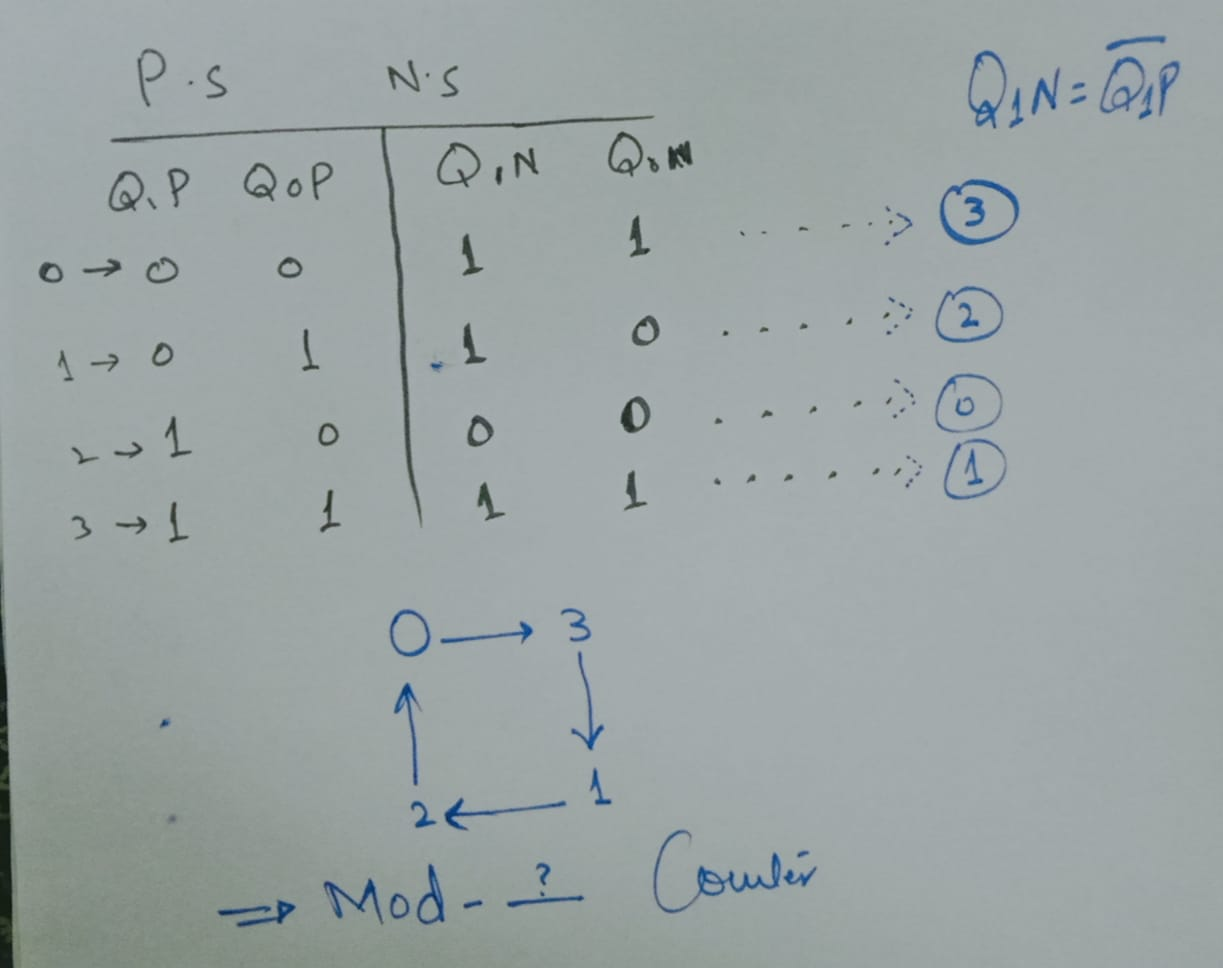 P.S N.S
Q₁N = Q̅₁P̅
Q₁P Q₀P Q₁N Q₀N
0 → 0 0 1 1 ③
1 → 0 1 1 0 ②
2 → 1 0 0 0 ⓪
3 → 1 1 1 1 ①
0 → 3
↑ ↓
2 ← 1
⇒ Mod - ? Counter